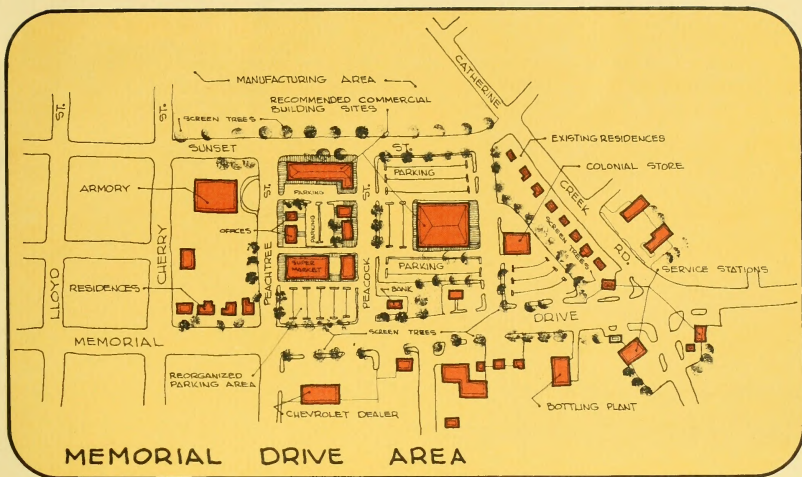 MANUFACTURING AREA
RECOMMENDED COMMERCIAL
BUILDING SITES
SCREEN TREES
CATHERINE
CREEK
RD.
ST.
ST.
SUNSET
ST.
EXISTING RESIDENCES
COLONIAL STORE
ARMORY
PARKING
PARKING
ST.
ST.
OFFICES
PARKING
SCREEN TREES
SERVICE STATIONS
LLOYD
CHERRY
PEACHTREE
PEACOCK
SUPER
MARKET
PARKING
RESIDENCES
BANK
SCREEN TREES
MEMORIAL
DRIVE
REORGANIZED
PARKING AREA
CHEVROLET DEALER
BOTTLING PLANT
MEMORIAL DRIVE AREA